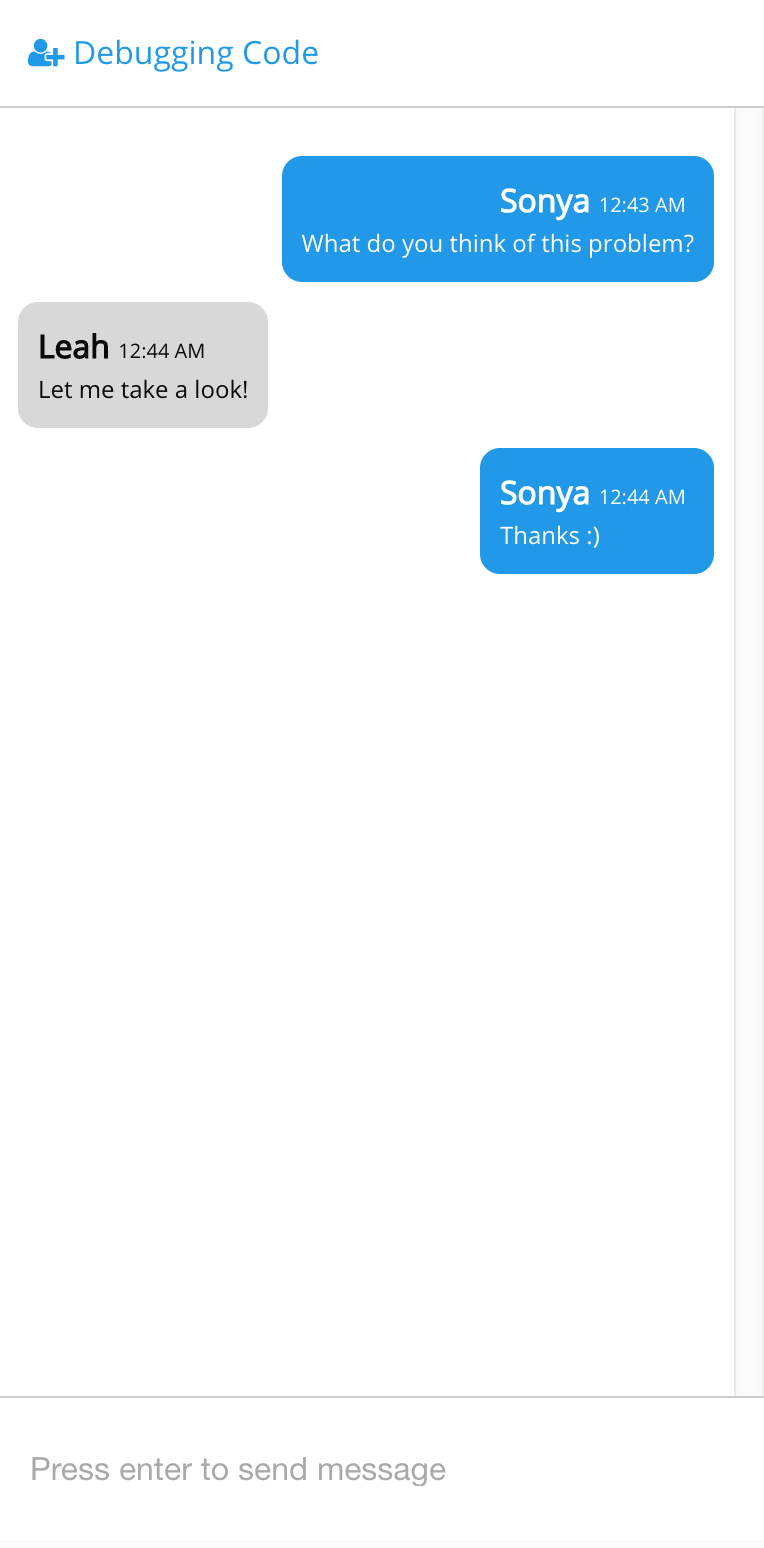 Debugging Code
Sonya 12:43 AM
What do you think of this problem?
Leah 12:44 AM
Let me take a look!
Sonya 12:44 AM
Thanks :)
Press enter to send message